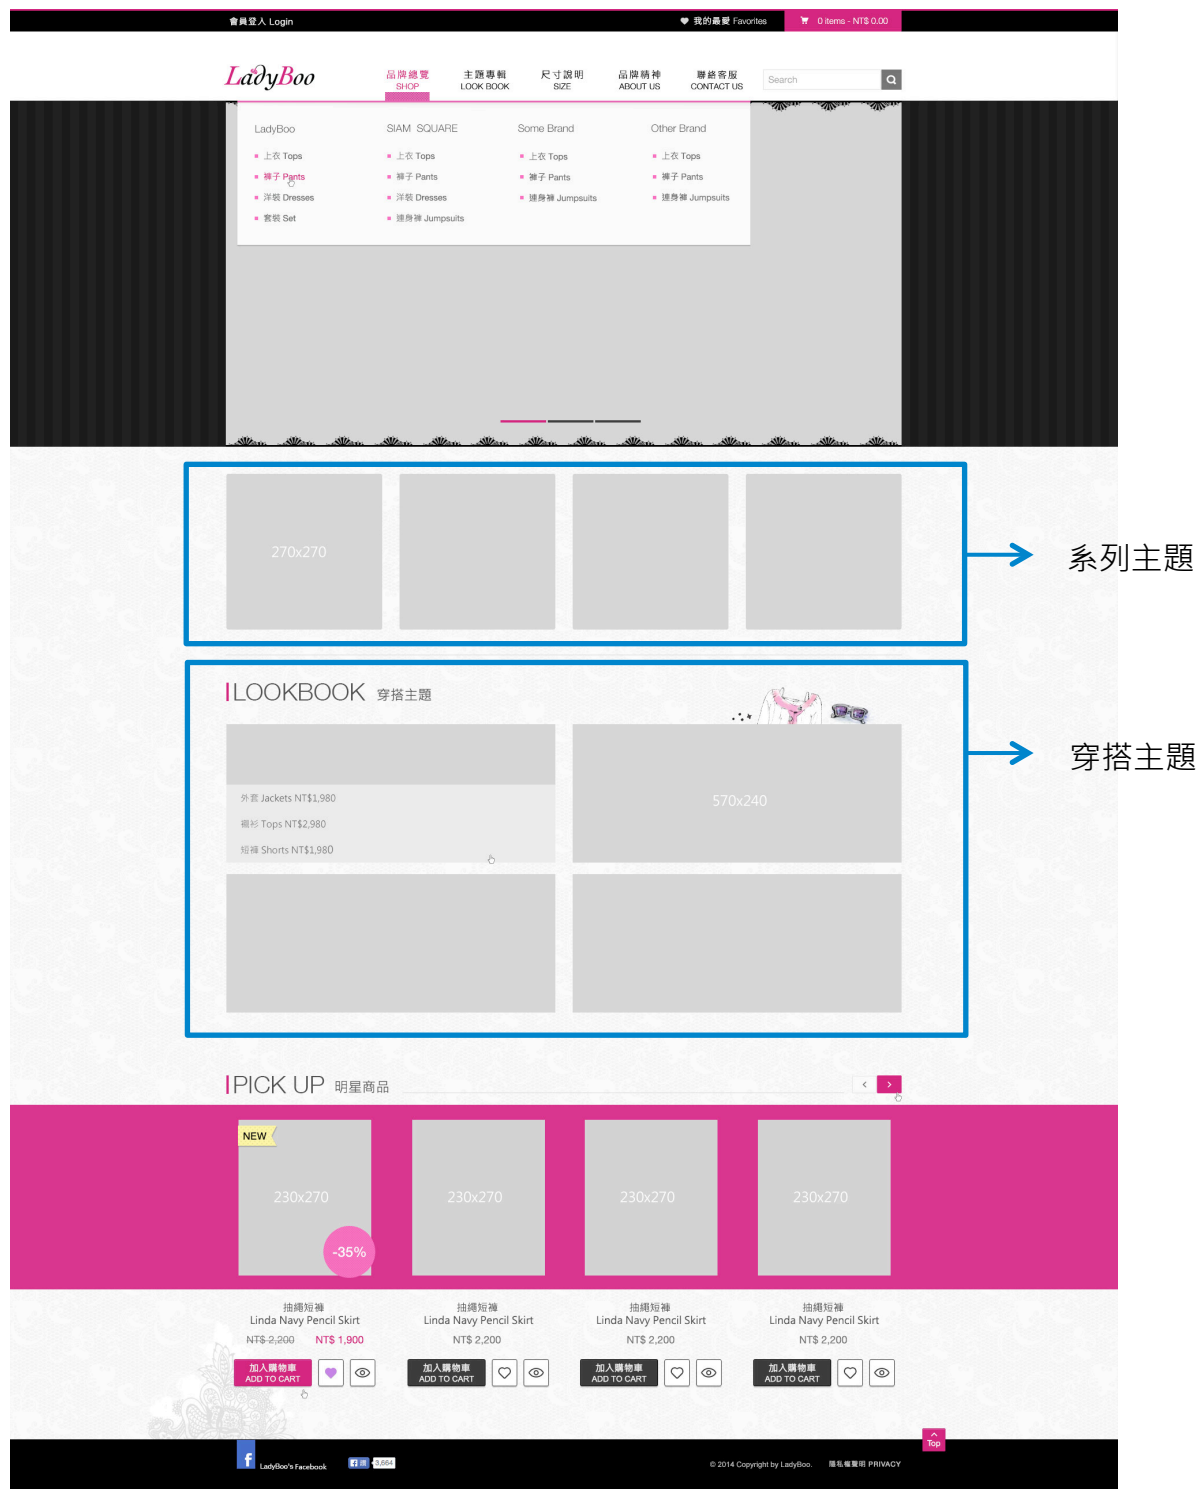 會員登入 Login
我的最愛 Favorites
0 items - NT$ 0.00
LadyBoo
品牌總覽
SHOP
主題專輯
LOOK BOOK
尺寸說明
SIZE
品牌精神
ABOUT US
聯絡客服
CONTACT US
Search
LadyBoo
上衣 Tops
褲子 Pants
洋裝 Dresses
套裝 Set
SIAM SQUARE
上衣 Tops
褲子 Pants
洋裝 Dresses
連身褲 Jumpsuits
Some Brand
上衣 Tops
褲子 Pants
連身褲 Jumpsuits
Other Brand
上衣 Tops
褲子 Pants
連身褲 Jumpsuits
270x270
系列主題
LOOKBOOK 穿搭主題
外套 Jackets NT$1,980
襯衫 Tops NT$2,980
短褲 Shorts NT$1,980
570x240
穿搭主題
PICK UP 明星商品
NEW
230x270
-35%
230x270
230x270
230x270
抽繩短褲
Linda Navy Pencil Skirt
NT$ 2,200 NT$ 1,900
加入購物車
ADD TO CART
抽繩短褲
Linda Navy Pencil Skirt
NT$ 2,200
加入購物車
ADD TO CART
抽繩短褲
Linda Navy Pencil Skirt
NT$ 2,200
加入購物車
ADD TO CART
抽繩短褲
Linda Navy Pencil Skirt
NT$ 2,200
加入購物車
ADD TO CART
Top
f LadyBoo's Facebook
讚 3,664
© 2014 Copyright by LadyBoo.
隱私權聲明 PRIVACY